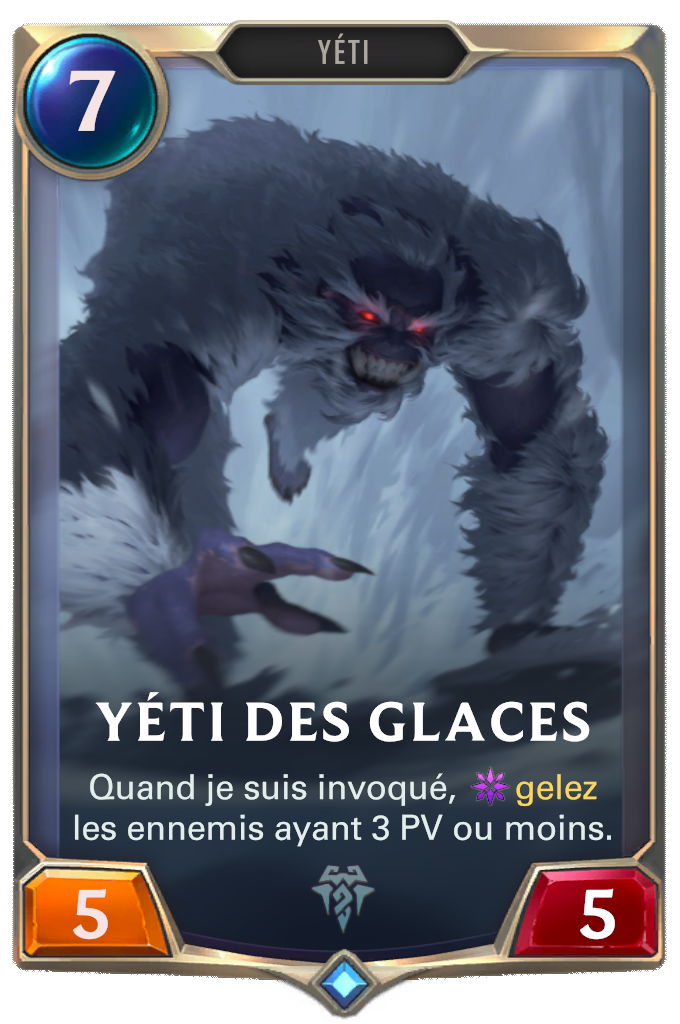 7
YÉTI
YÉTI DES GLACES
Quand je suis invoqué, gelez
les ennemis ayant 3 PV ou moins.
5
5